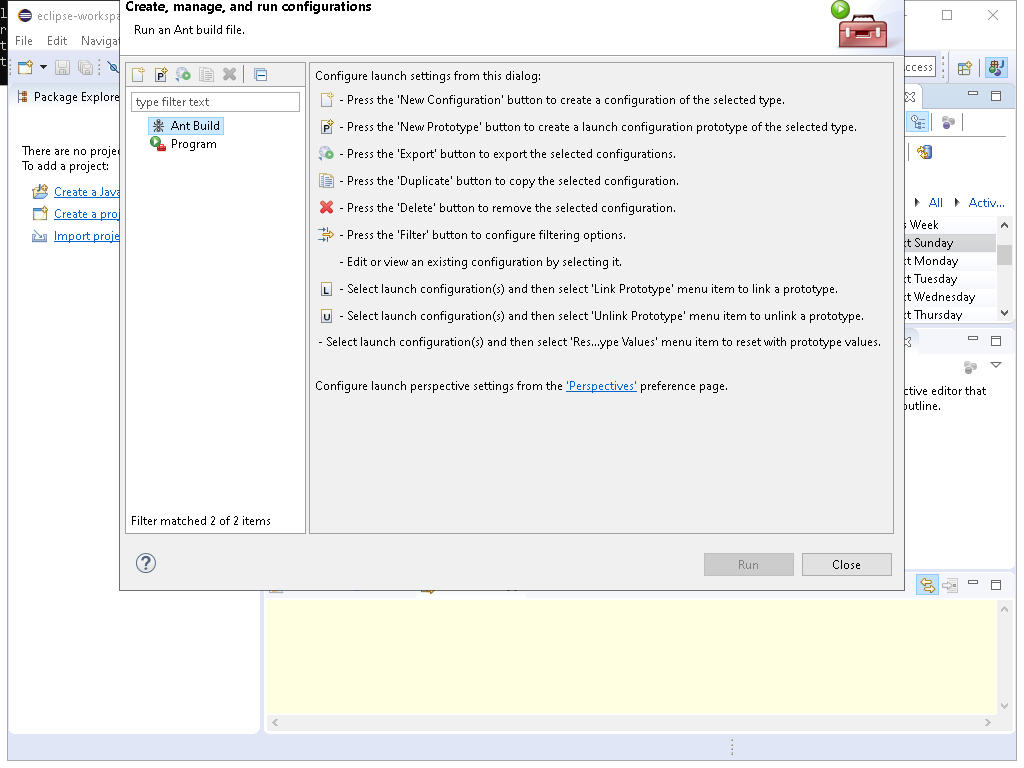 Create, manage, and run configurations
Run an Ant build file.
eclipse-workspa
File Edit Navigat
ccess
Package Explore
type filter text
Ant Build
Program
Filter matched 2 of 2 items
There are no projec
To add a project:
Create a Java
Create a proj
Import proje
Configure launch settings from this dialog:
- Press the 'New Configuration' button to create a configuration of the selected type.
- Press the 'New Prototype' button to create a launch configuration prototype of the selected type.
- Press the 'Export' button to export the selected configurations.
- Press the 'Duplicate' button to copy the selected configuration.
- Press the 'Delete' button to remove the selected configuration.
- Press the 'Filter' button to configure filtering options.
- Edit or view an existing configuration by selecting it.
L - Select launch configuration(s) and then select 'Link Prototype' menu item to link a prototype.
U - Select launch configuration(s) and then select 'Unlink Prototype' menu item to unlink a prototype.
- Select launch configuration(s) and then select 'Res...ype Values' menu item to reset with prototype values.
Configure launch perspective settings from the 'Perspectives' preference page.
Run Close
All Activ...
s Week
xt Sunday
xt Monday
xt Tuesday
xt Wednesday
xt Thursday
ctive editor that
outline.